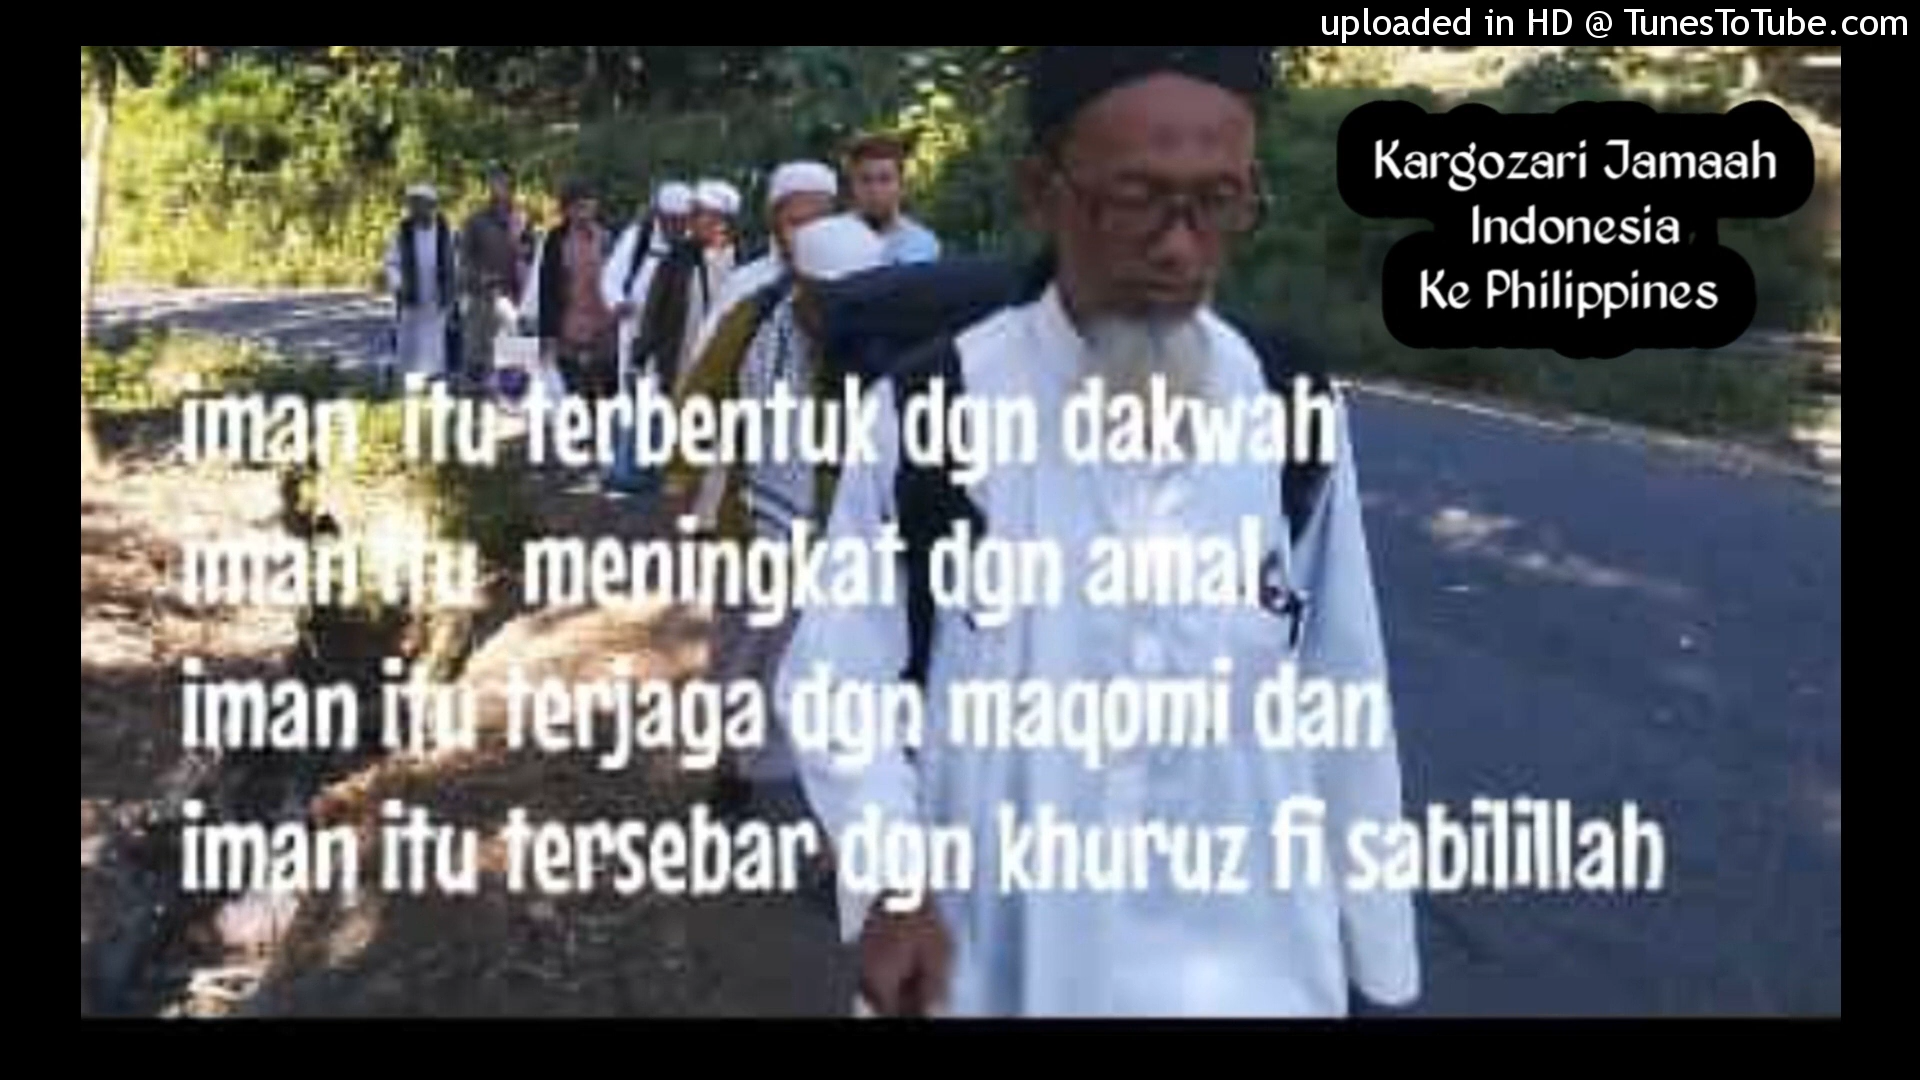 uploaded in HD @ TunesToTube.com
Kargozari Jamaah
Indonesia
Ke Philippines
iman itu terbentuk dgn dakwah
iman itu meningkat dgn amal
iman itu terjaga dgn maqomi dan
iman itu tersebar dgn khuruz fi sabilillah